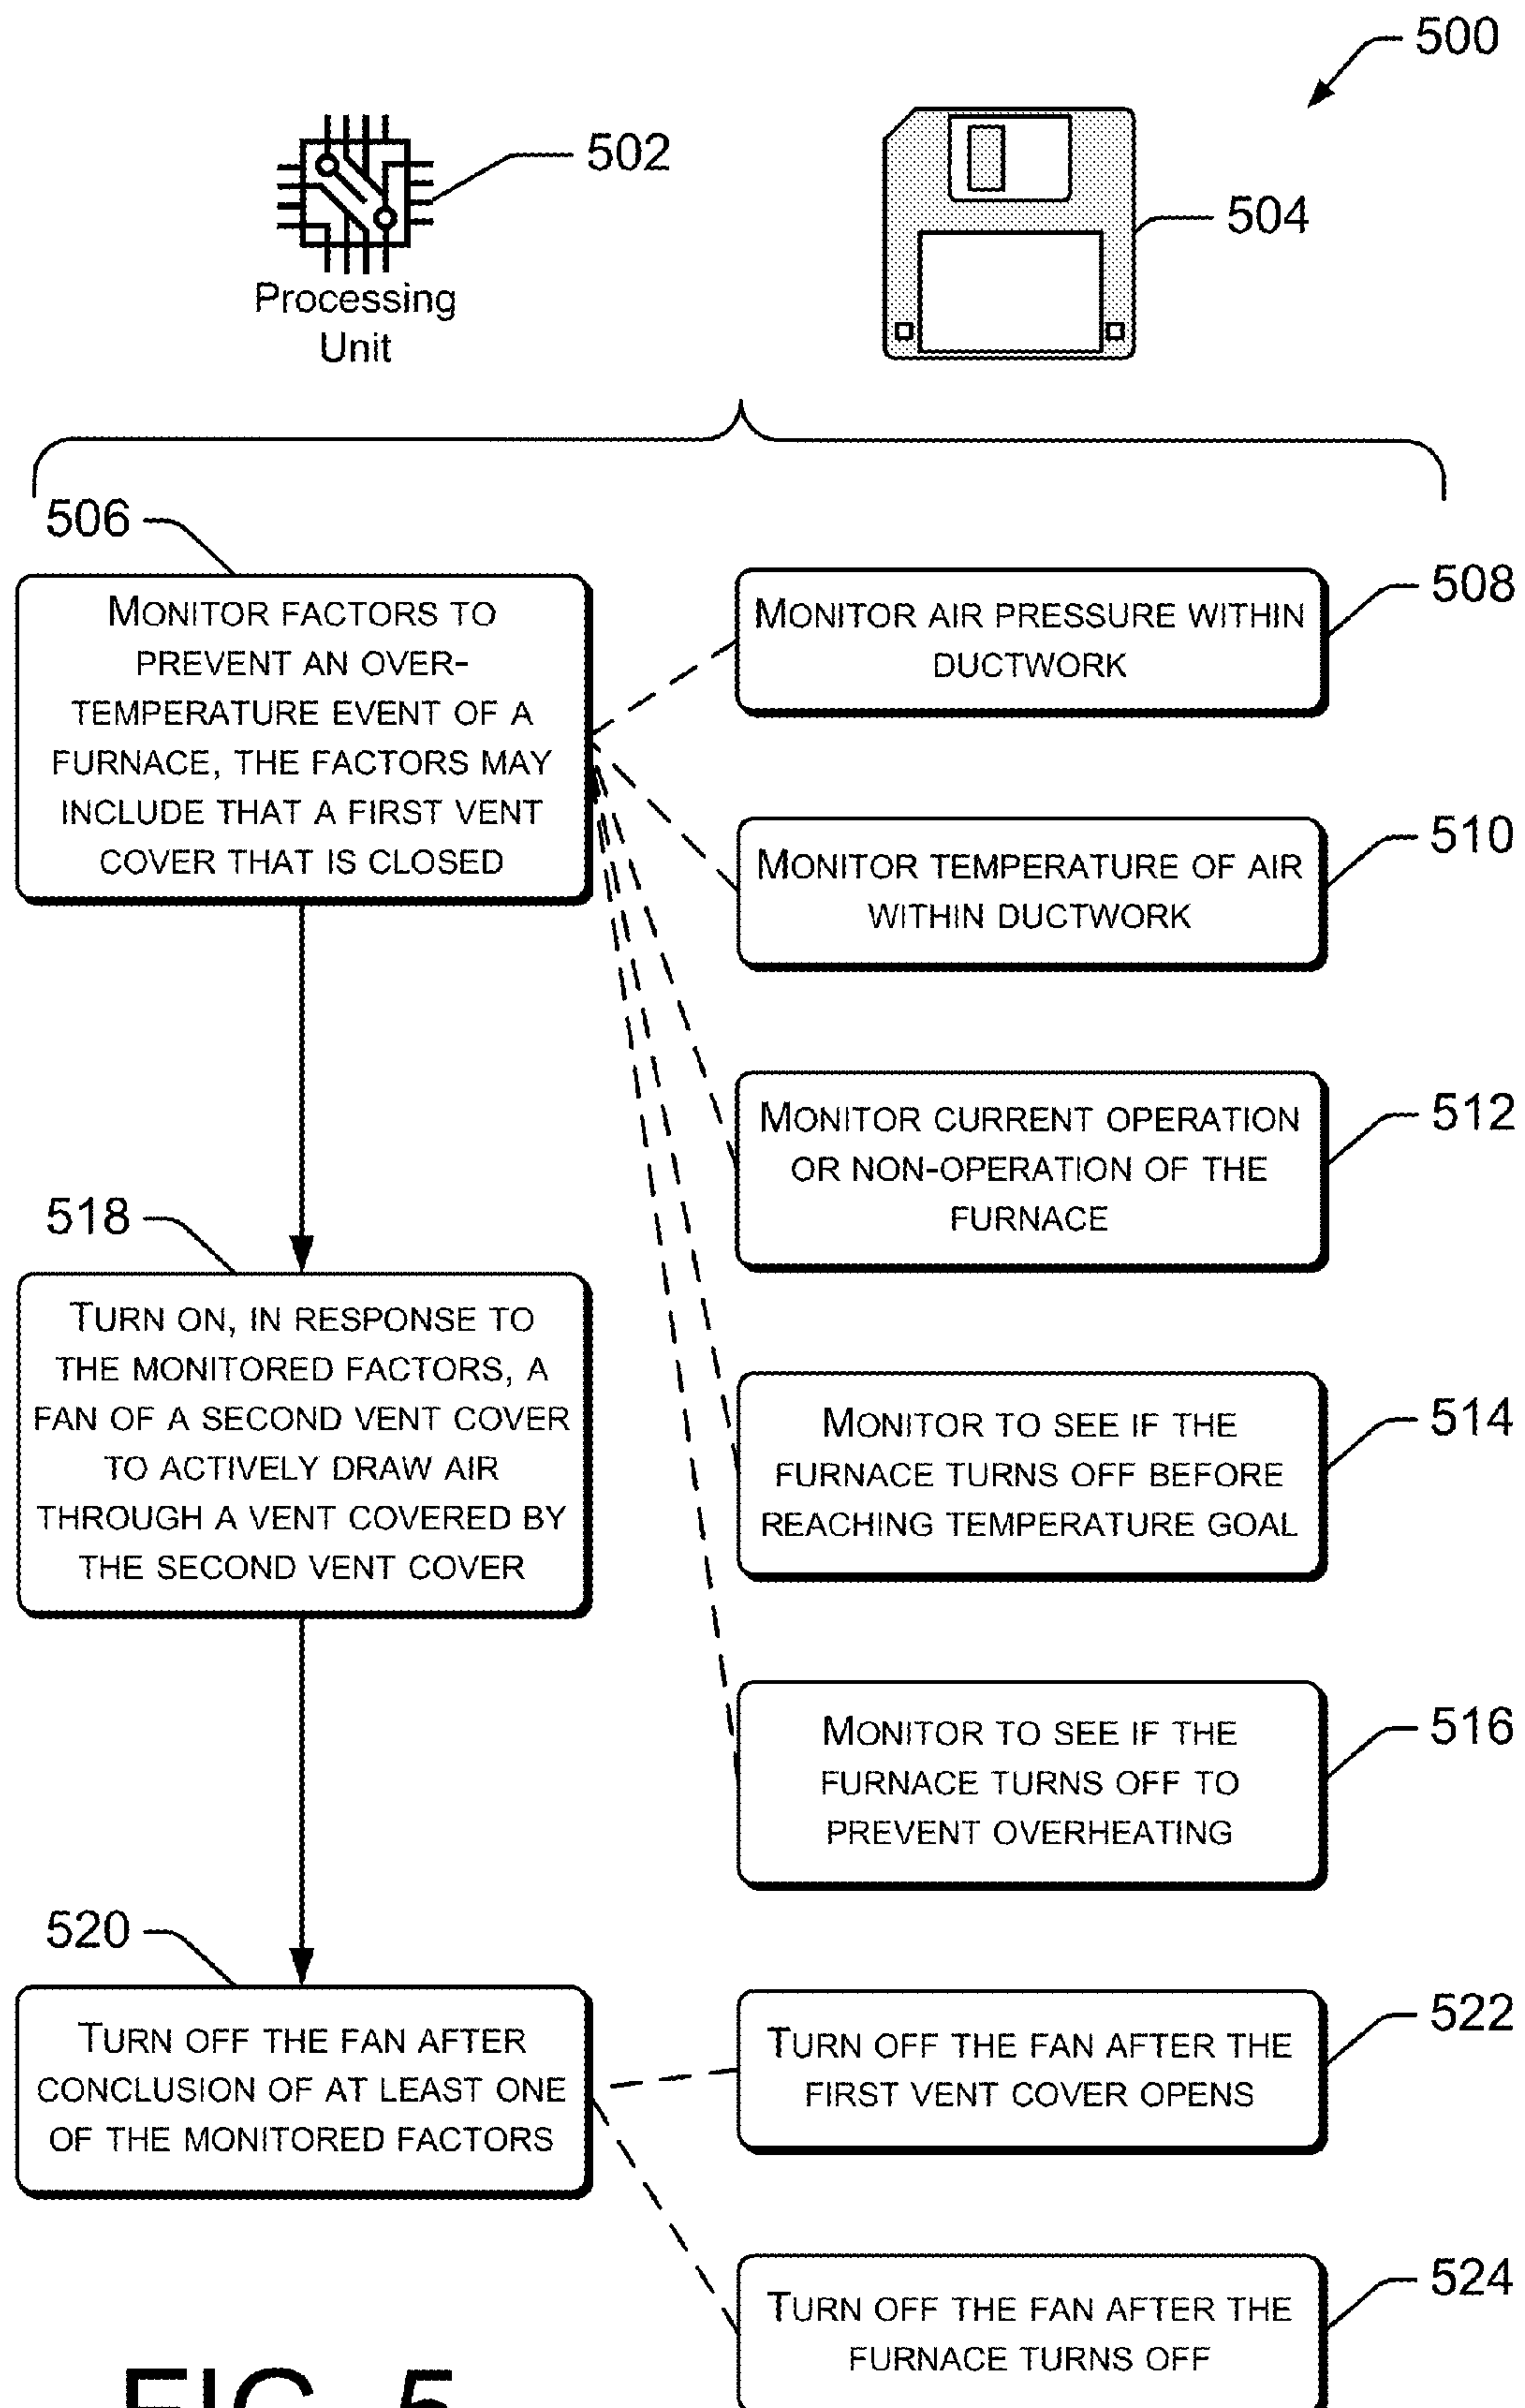 500
502
504
Processing
Unit
506
MONITOR FACTORS TO
PREVENT AN OVER-
TEMPERATURE EVENT OF A
FURNACE, THE FACTORS MAY
INCLUDE THAT A FIRST VENT
COVER THAT IS CLOSED
508
MONITOR AIR PRESSURE WITHIN
DUCTWORK
510
MONITOR TEMPERATURE OF AIR
WITHIN DUCTWORK
512
MONITOR CURRENT OPERATION
OR NON-OPERATION OF THE
FURNACE
518
TURN ON, IN RESPONSE TO
THE MONITORED FACTORS, A
FAN OF A SECOND VENT COVER
TO ACTIVELY DRAW AIR
THROUGH A VENT COVERED BY
THE SECOND VENT COVER
514
MONITOR TO SEE IF THE
FURNACE TURNS OFF BEFORE
REACHING TEMPERATURE GOAL
516
MONITOR TO SEE IF THE
FURNACE TURNS OFF TO
PREVENT OVERHEATING
520
TURN OFF THE FAN AFTER
CONCLUSION OF AT LEAST ONE
OF THE MONITORED FACTORS
522
TURN OFF THE FAN AFTER THE
FIRST VENT COVER OPENS
524
TURN OFF THE FAN AFTER THE
FURNACE TURNS OFF
FIG. 5